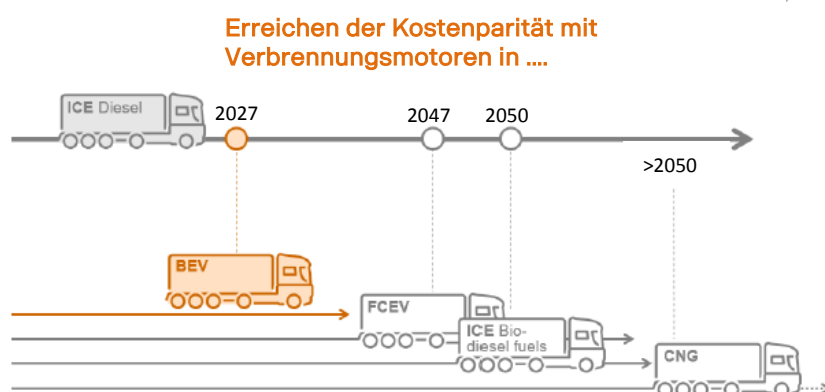 Erreichen der Kostenparität mit
Verbrennungsmotoren in ....
ICE Diesel
2027
2047
2050
>2050
BEV
FCEV
ICE Bio-
diesel fuels
CNG